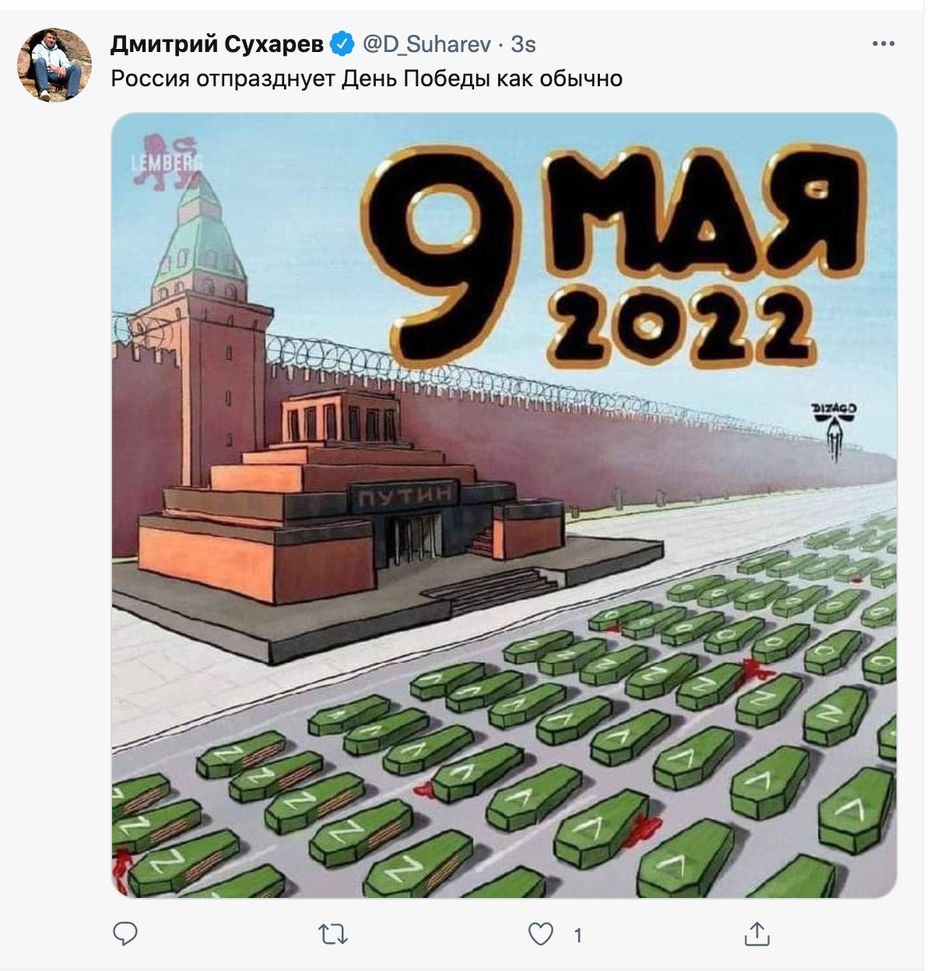 Дмитрий Сухарев @D_Suharev · 3s
Россия отпразднует День Победы как обычно
LEMBERG
9 МАЯ
2022
DIZAGO
ПУТИН
O O O O O
Z Z Z Z Z Z Z
Λ Λ Λ Λ Λ Λ Λ Λ
Z Z Z
Z Z Z Z Z
1